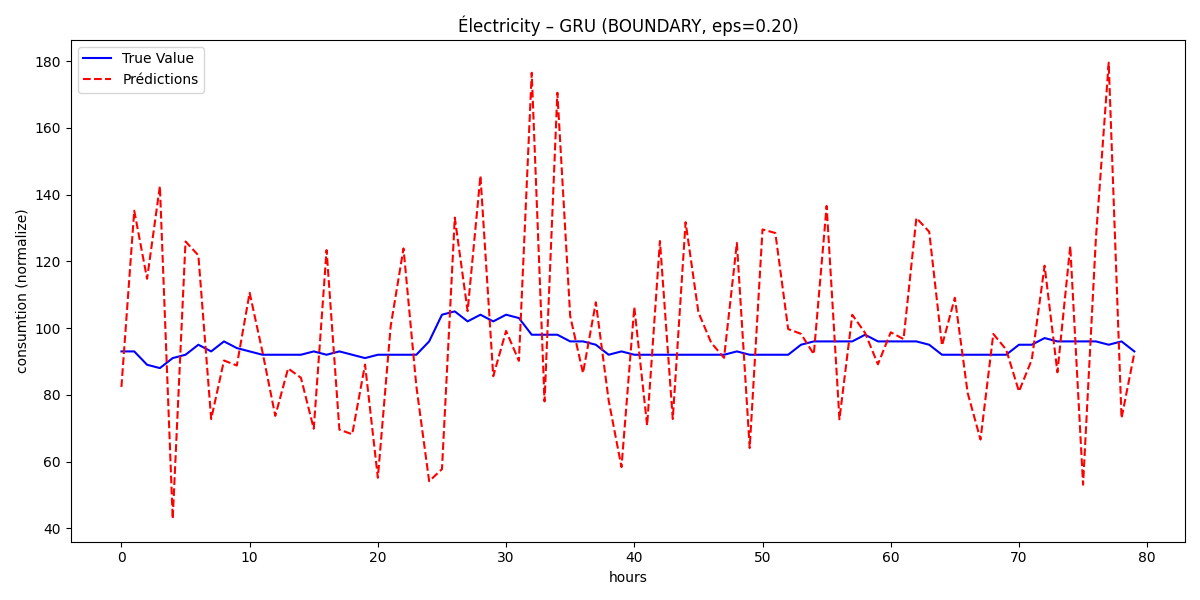 Électricity – GRU (BOUNDARY, eps=0.20)
True Value
Prédictions
consumtion (normalize)
180
160
140
120
100
80
60
40
0 10 20 30 40 50 60 70 80
hours